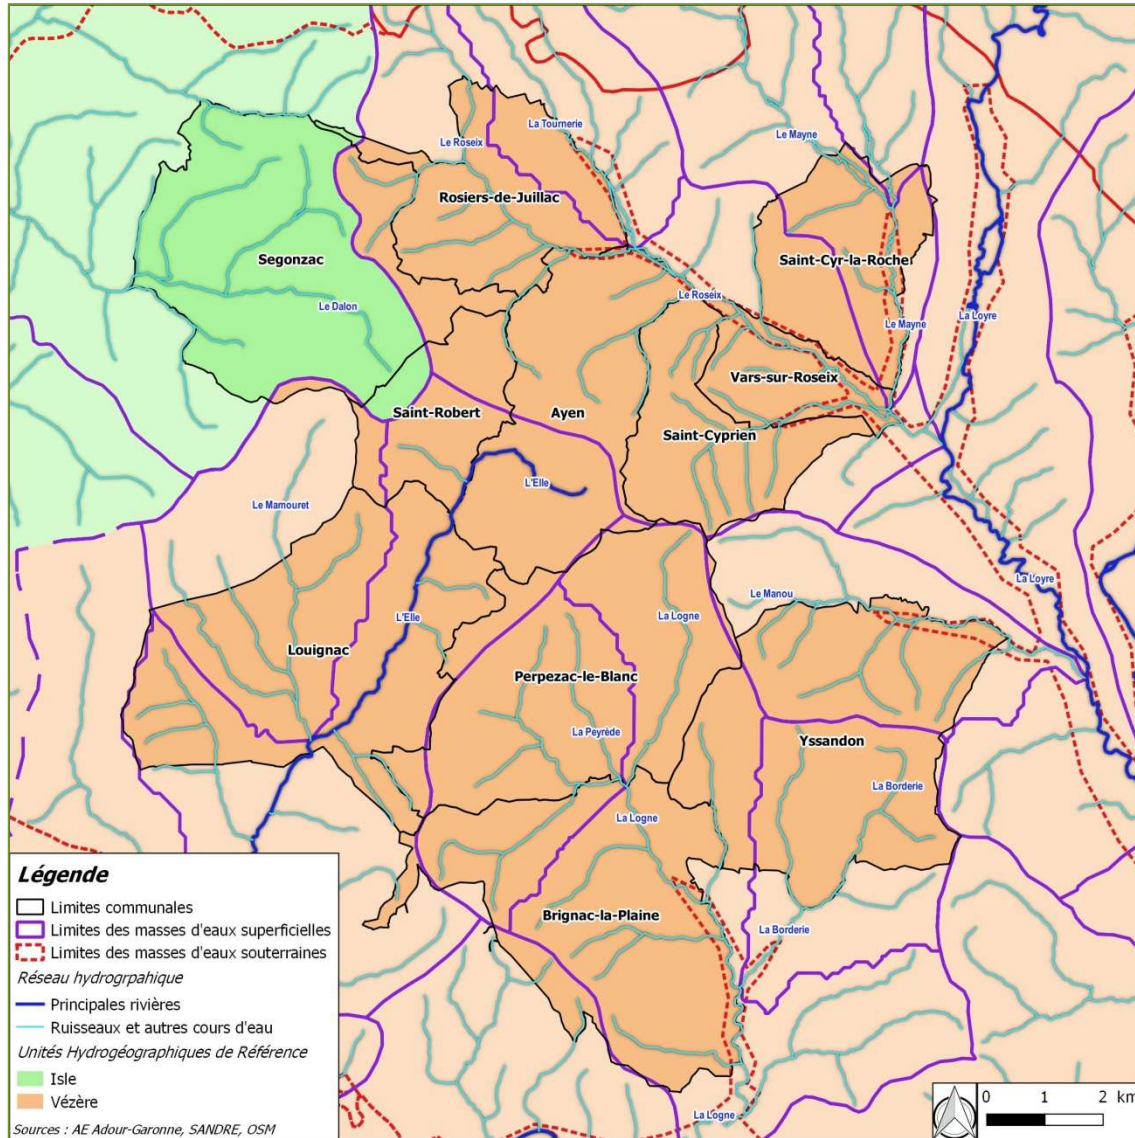 La Tournerie
Le Mayne
Le Roseix
Rosiers-de-Juillac
Segonzac
Saint-Cyr-la-Roche
Le Roseix
Le Dalon
La Loyre
Le Mayne
Vars-sur-Roseix
Saint-Robert
Ayen
Saint-Cyprien
L'Elle
Le Mamouret
La Loyre
Le Manou
L'Elle
La Logne
Louignac
Perpezac-le-Blanc
La Peyrède
Yssandon
La Borderie
La Logne
Brignac-la-Plaine
La Borderie
La Logne
Légende
Limites communales
Limites des masses d'eaux superficielles
Limites des masses d'eaux souterraines
Réseau hydrogrpahique
Principales rivières
Ruisseaux et autres cours d'eau
Unités Hydrogéographiques de Référence
Isle
Vézère
Sources : AE Adour-Garonne, SANDRE, OSM
0 1 2 km